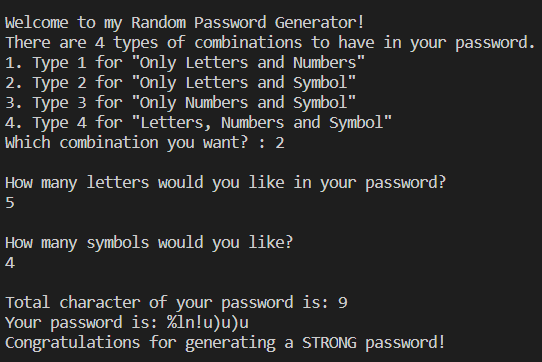 Welcome to my Random Password Generator!
There are 4 types of combinations to have in your password.
1. Type 1 for "Only Letters and Numbers"
2. Type 2 for "Only Letters and Symbol"
3. Type 3 for "Only Numbers and Symbol"
4. Type 4 for "Letters, Numbers and Symbol"
Which combination you want? : 2
How many letters would you like in your password?
5
How many symbols would you like?
4
Total character of your password is: 9
Your password is: %ln!u)u)u
Congratulations for generating a STRONG password!